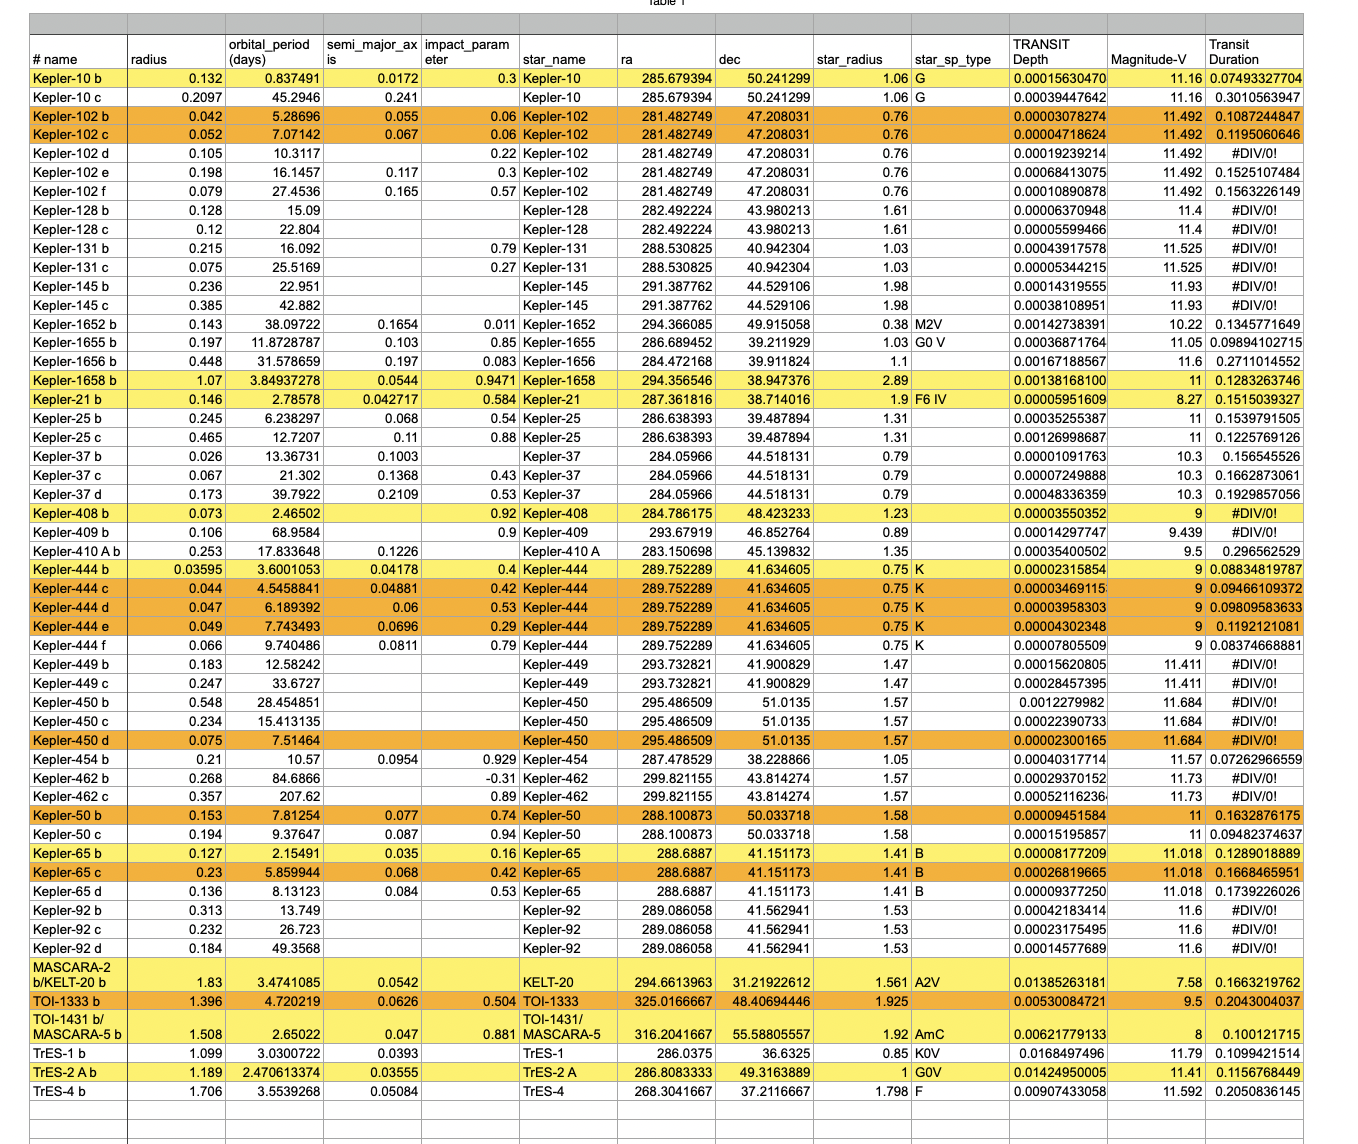 Table 1
# name radius orbital_period (days) semi_major_axis impact_parameter star_name ra dec star_radius star_sp_type TRANSIT Depth Magnitude-V Transit Duration
Kepler-10 b 0.132 0.837491 0.0172 0.3 Kepler-10 285.679394 50.241299 1.06 G 0.00015630470 11.16 0.07493327704
Kepler-10 c 0.2097 45.2946 0.241 Kepler-10 285.679394 50.241299 1.06 G 0.00039447642 11.16 0.3010563947
Kepler-102 b 0.042 5.28696 0.055 0.06 Kepler-102 281.482749 47.208031 0.76 0.00003078274 11.492 0.1087244847
Kepler-102 c 0.052 7.07142 0.067 0.06 Kepler-102 281.482749 47.208031 0.76 0.00004718624 11.492 0.1195060646
Kepler-102 d 0.105 10.3117 0.22 Kepler-102 281.482749 47.208031 0.76 0.00019239214 11.492 #DIV/0!
Kepler-102 e 0.198 16.1457 0.117 0.3 Kepler-102 281.482749 47.208031 0.76 0.00068413075 11.492 0.1525107484
Kepler-102 f 0.079 27.4536 0.165 0.57 Kepler-102 281.482749 47.208031 0.76 0.00010890878 11.492 0.1563226149
Kepler-128 b 0.128 15.09 Kepler-128 282.492224 43.980213 1.61 0.00006370948 11.4 #DIV/0!
Kepler-128 c 0.12 22.804 Kepler-128 282.492224 43.980213 1.61 0.00005599466 11.4 #DIV/0!
Kepler-131 b 0.215 16.092 0.79 Kepler-131 288.530825 40.942304 1.03 0.00043917578 11.525 #DIV/0!
Kepler-131 c 0.075 25.5169 0.27 Kepler-131 288.530825 40.942304 1.03 0.00005344215 11.525 #DIV/0!
Kepler-145 b 0.236 22.951 Kepler-145 291.387762 44.529106 1.98 0.00014319555 11.93 #DIV/0!
Kepler-145 c 0.385 42.882 Kepler-145 291.387762 44.529106 1.98 0.00038108951 11.93 #DIV/0!
Kepler-1652 b 0.143 38.09722 0.1654 0.011 Kepler-1652 294.366085 49.915058 0.38 M2V 0.00142738391 10.22 0.1345771649
Kepler-1655 b 0.197 11.8728787 0.103 0.85 Kepler-1655 286.689452 39.211929 1.03 G0 V 0.00036871764 11.05 0.09894102715
Kepler-1656 b 0.448 31.578659 0.197 0.083 Kepler-1656 284.472168 39.911824 1.1 0.00167188567 11.6 0.2711014552
Kepler-1658 b 1.07 3.84937278 0.0544 0.9471 Kepler-1658 294.356546 38.947376 2.89 0.00138168100 11 0.1283263746
Kepler-21 b 0.146 2.78578 0.042717 0.584 Kepler-21 287.361816 38.714016 1.9 F6 IV 0.00005951609 8.27 0.1515039327
Kepler-25 b 0.245 6.238297 0.068 0.54 Kepler-25 286.638393 39.487894 1.31 0.00035255387 11 0.1539791505
Kepler-25 c 0.465 12.7207 0.11 0.88 Kepler-25 286.638393 39.487894 1.31 0.00126998687 11 0.1225769126
Kepler-37 b 0.026 13.36731 0.1003 Kepler-37 284.05966 44.518131 0.79 0.00001091763 10.3 0.156545526
Kepler-37 c 0.067 21.302 0.1368 0.43 Kepler-37 284.05966 44.518131 0.79 0.00007249888 10.3 0.1662873061
Kepler-37 d 0.173 39.7922 0.2109 0.53 Kepler-37 284.05966 44.518131 0.79 0.00048336359 10.3 0.1929857056
Kepler-408 b 0.073 2.46502 0.92 Kepler-408 284.786175 48.423233 1.23 0.00003550352 9 #DIV/0!
Kepler-409 b 0.106 68.9584 0.9 Kepler-409 293.67919 46.852764 0.89 0.00014297747 9.439 #DIV/0!
Kepler-410 A b 0.253 17.833648 0.1226 Kepler-410 A 283.150698 45.139832 1.35 0.00035400502 9.5 0.296562529
Kepler-444 b 0.03595 3.6001053 0.04178 0.4 Kepler-444 289.752289 41.634605 0.75 K 0.00002315854 9 0.08834819787
Kepler-444 c 0.044 4.5458841 0.04881 0.42 Kepler-444 289.752289 41.634605 0.75 K 0.00003469115 9 0.09466109372
Kepler-444 d 0.047 6.189392 0.06 0.53 Kepler-444 289.752289 41.634605 0.75 K 0.00003958303 9 0.09809583633
Kepler-444 e 0.049 7.743493 0.0696 0.29 Kepler-444 289.752289 41.634605 0.75 K 0.00004302348 9 0.1192121081
Kepler-444 f 0.066 9.740486 0.0811 0.79 Kepler-444 289.752289 41.634605 0.75 K 0.00007805509 9 0.08374668881
Kepler-449 b 0.183 12.58242 Kepler-449 293.732821 41.900829 1.47 0.00015620805 11.411 #DIV/0!
Kepler-449 c 0.247 33.6727 Kepler-449 293.732821 41.900829 1.47 0.00028457395 11.411 #DIV/0!
Kepler-450 b 0.548 28.454851 Kepler-450 295.486509 51.0135 1.57 0.0012279982 11.684 #DIV/0!
Kepler-450 c 0.234 15.413135 Kepler-450 295.486509 51.0135 1.57 0.00022390733 11.684 #DIV/0!
Kepler-450 d 0.075 7.51464 Kepler-450 295.486509 51.0135 1.57 0.00002300165 11.684 #DIV/0!
Kepler-454 b 0.21 10.57 0.0954 0.929 Kepler-454 287.478529 38.228866 1.05 0.00040317714 11.57 0.07262966559
Kepler-462 b 0.268 84.6866 -0.31 Kepler-462 299.821155 43.814274 1.57 0.00029370152 11.73 #DIV/0!
Kepler-462 c 0.357 207.62 0.89 Kepler-462 299.821155 43.814274 1.57 0.00052116236 11.73 #DIV/0!
Kepler-50 b 0.153 7.81254 0.077 0.74 Kepler-50 288.100873 50.033718 1.58 0.00009451584 11 0.1632876175
Kepler-50 c 0.194 9.37647 0.087 0.94 Kepler-50 288.100873 50.033718 1.58 0.00015195857 11 0.09482374637
Kepler-65 b 0.127 2.15491 0.035 0.16 Kepler-65 288.6887 41.151173 1.41 B 0.00008177209 11.018 0.1289018889
Kepler-65 c 0.23 5.859944 0.068 0.42 Kepler-65 288.6887 41.151173 1.41 B 0.00026819665 11.018 0.1668465951
Kepler-65 d 0.136 8.13123 0.084 0.53 Kepler-65 288.6887 41.151173 1.41 B 0.00009377250 11.018 0.1739226026
Kepler-92 b 0.313 13.749 Kepler-92 289.086058 41.562941 1.53 0.00042183414 11.6 #DIV/0!
Kepler-92 c 0.232 26.723 Kepler-92 289.086058 41.562941 1.53 0.00023175495 11.6 #DIV/0!
Kepler-92 d 0.184 49.3568 Kepler-92 289.086058 41.562941 1.53 0.00014577689 11.6 #DIV/0!
MASCARA-2 b/KELT-20 b 1.83 3.4741085 0.0542 KELT-20 294.6613963 31.21922612 1.561 A2V 0.01385263181 7.58 0.1663219762
TOI-1333 b 1.396 4.720219 0.0626 0.504 TOI-1333 325.0166667 48.40694446 1.925 0.00530084721 9.5 0.2043004037
TOI-1431 b/ MASCARA-5 b 1.508 2.65022 0.047 0.881 TOI-1431/ MASCARA-5 316.2041667 55.58805557 1.92 AmC 0.00621779133 8 0.100121715
TrES-1 b 1.099 3.0300722 0.0393 TrES-1 286.0375 36.6325 0.85 K0V 0.0168497496 11.79 0.1099421514
TrES-2 A b 1.189 2.470613374 0.03555 TrES-2 A 286.8083333 49.3163889 1 G0V 0.01424950005 11.41 0.1156768449
TrES-4 b 1.706 3.5539268 0.05084 TrES-4 268.3041667 37.2116667 1.798 F 0.00907433058 11.592 0.2050836145